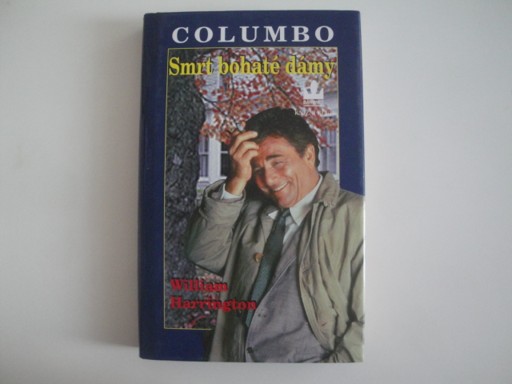 COLUMBO
Smrt bohaté dámy
William
Harrington